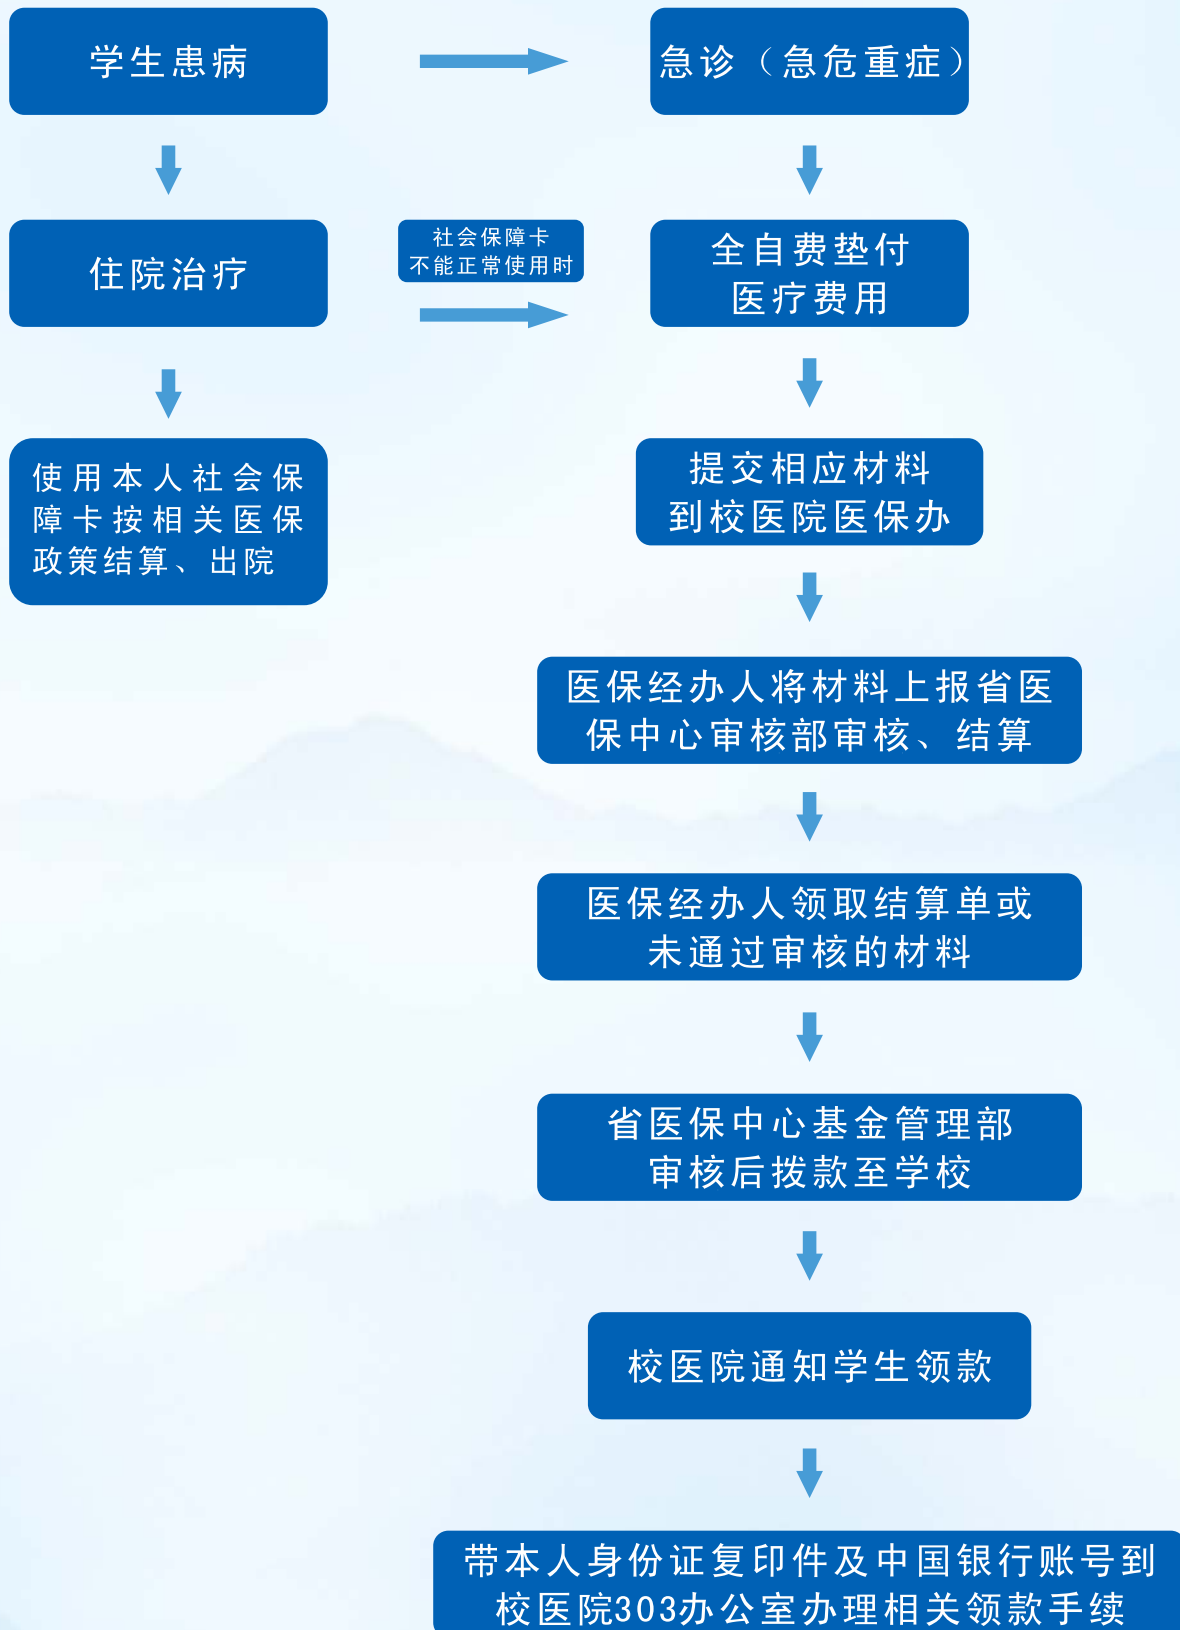 学生患病
急诊（急危重症）
住院治疗
社会保障卡
不能正常使用时
全自费垫付
医疗费用
使用本人社会保
障卡按相关医保
政策结算、出院
提交相应材料
到校医院医保办
医保经办人将材料上报省医
保中心审核部审核、结算
医保经办人领取结算单或
未通过审核的材料
省医保中心基金管理部
审核后拨款至学校
校医院通知学生领款
带本人身份证复印件及中国银行账号到
校医院303办公室办理相关领款手续